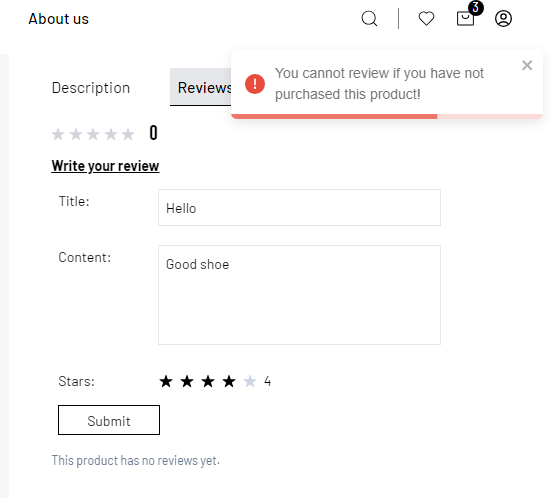 About us
3
Description
Reviews
You cannot review if you have not
purchased this product!
0
Write your review
Title:
Hello
Content:
Good shoe
Stars:
4
Submit
This product has no reviews yet.